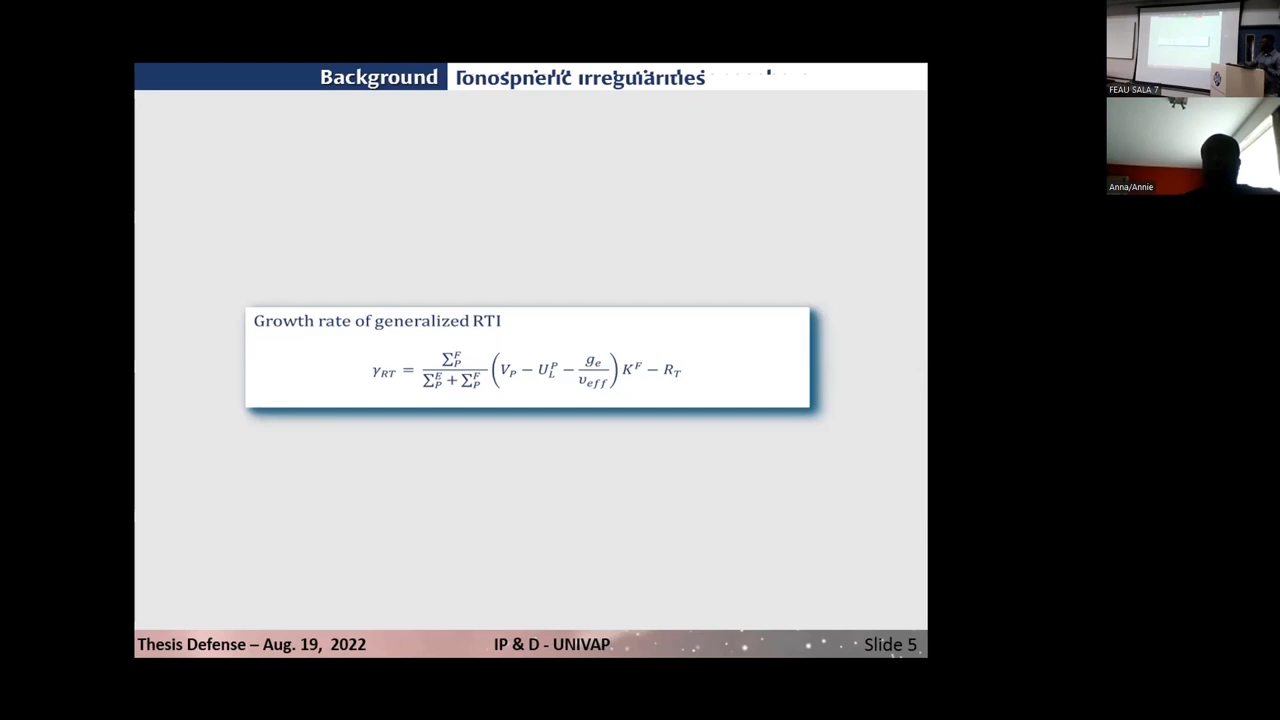 Background
Ionospheric irregularities
Growth rate of generalized RTI
γ_RT = Σ_P^F / (Σ_P^E + Σ_P^F) (V_P − U_L^P − g_e / υ_eff) K^F − R_T
Thesis Defense – Aug. 19, 2022
IP & D - UNIVAP
Slide 5
FEAU SALA 7
Anna/Annie